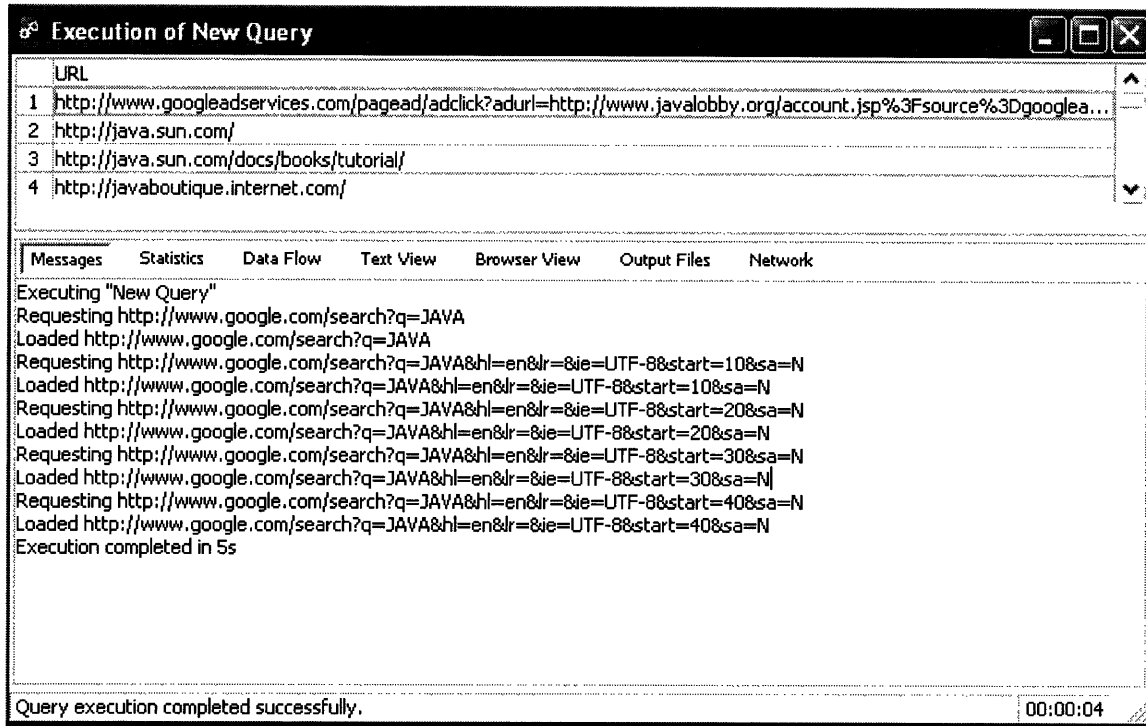 Execution of New Query
URL
1 http://www.googleadservices.com/pagead/adclick?adurl=http://www.javalobby.org/account.jsp%3Fsource%3Dgooglea...
2 http://java.sun.com/
3 http://java.sun.com/docs/books/tutorial/
4 http://javaboutique.internet.com/
Messages Statistics Data Flow Text View Browser View Output Files Network
Executing "New Query"
Requesting http://www.google.com/search?q=JAVA
Loaded http://www.google.com/search?q=JAVA
Requesting http://www.google.com/search?q=JAVA&hl=en&lr=&ie=UTF-8&start=10&sa=N
Loaded http://www.google.com/search?q=JAVA&hl=en&lr=&ie=UTF-8&start=10&sa=N
Requesting http://www.google.com/search?q=JAVA&hl=en&lr=&ie=UTF-8&start=20&sa=N
Loaded http://www.google.com/search?q=JAVA&hl=en&lr=&ie=UTF-8&start=20&sa=N
Requesting http://www.google.com/search?q=JAVA&hl=en&lr=&ie=UTF-8&start=30&sa=N
Loaded http://www.google.com/search?q=JAVA&hl=en&lr=&ie=UTF-8&start=30&sa=N
Requesting http://www.google.com/search?q=JAVA&hl=en&lr=&ie=UTF-8&start=40&sa=N
Loaded http://www.google.com/search?q=JAVA&hl=en&lr=&ie=UTF-8&start=40&sa=N
Execution completed in 5s
Query execution completed successfully. 00:00:04